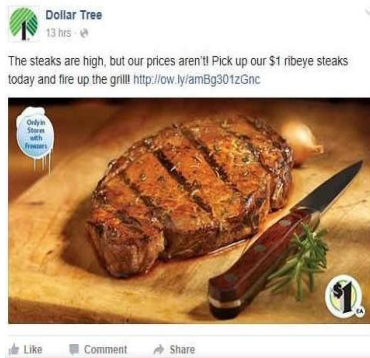 Dollar Tree
13 hrs ·
The steaks are high, but our prices aren't! Pick up our $1 ribeye steaks
today and fire up the grill! http://ow.ly/amBg301zGnc
Only in
Stores
with
Freezers
$1
EA
Like Comment Share